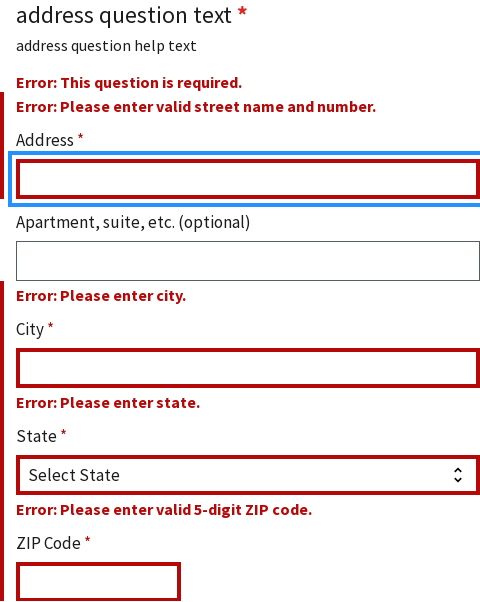 address question text *
address question help text
Error: This question is required.
Error: Please enter valid street name and number.
Address *
Apartment, suite, etc. (optional)
Error: Please enter city.
City *
Error: Please enter state.
State *
Select State
Error: Please enter valid 5-digit ZIP code.
ZIP Code *